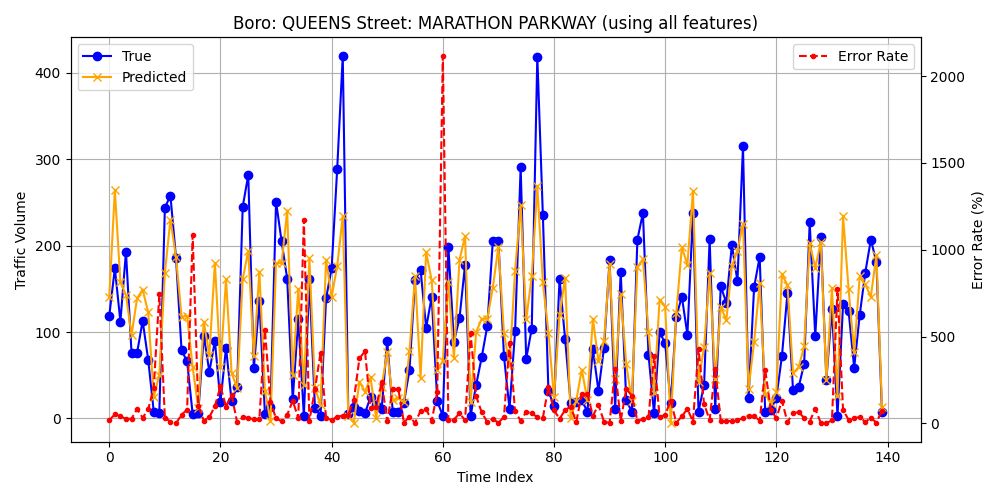 Boro: QUEENS Street: MARATHON PARKWAY (using all features)
True
Predicted
Error Rate
Traffic Volume
400
300
200
100
0
2000
1500
1000
500
0
Error Rate (%)
0 20 40 60 80 100 120 140
Time Index